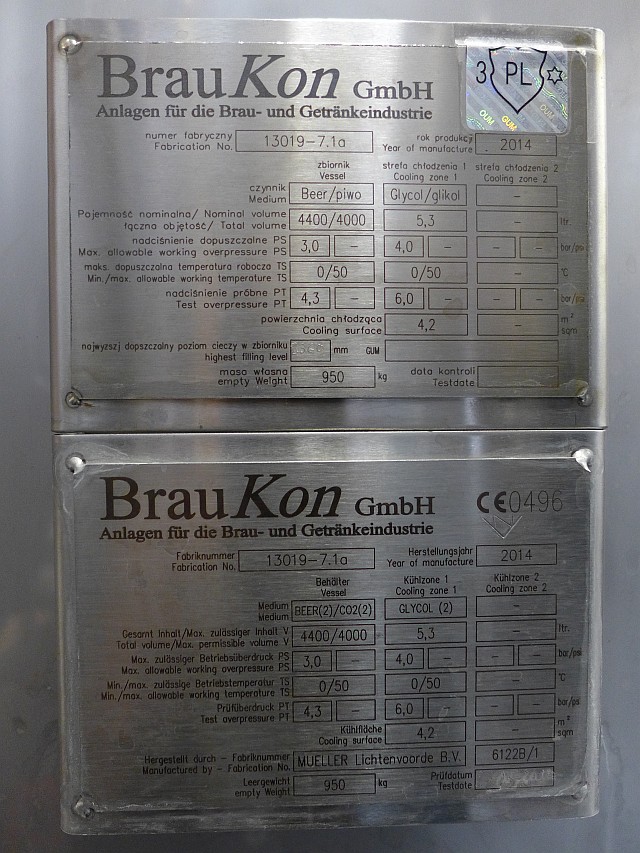 BrauKon GmbH
Anlagen für die Brau- und Getränkeindustrie
3 PL
OUM GUM OUM
numer fabryczny rok produkcji
Fabrication No. 13019-7.1a Year of manufacture 2014
zbiornik strefa chłodzenia 1 strefa chłodzenia 2
Vessel Cooling zone 1 Cooling zone 2
czynnik
Medium Beer/piwo Glycol/glikol -
Pojemność nominalna/ Nominal volume
łączna objętość/ Total volume 4400/4000 5,3 - ltr.
nadciśnienie dopuszczalne PS
Max. allowable working overpressure PS 3,0 - 4,0 - - - bar/psi
maks. dopuszczalna temperatura robocza TS
Min./max. allowable working temperature TS 0/50 0/50 - °C
nadciśnienie próbne PT
Test overpressure PT 4,3 - 6,0 - - - bar/psi
powierzchnia chłodząca m²
Cooling surface 4,2 - sqm
najwyższj dopszczalny poziom cieczy w zbiorniku
highest filling level mm GUM
masa własna data kontroli
empty Weight 950 kg Testdate
BrauKon GmbH CE0496
Anlagen für die Brau- und Getränkeindustrie
Fabriknummer Herstellungsjahr
Fabrication No. 13019-7.1a Year of manufacture 2014
Behälter Kühlzone 1 Kühlzone 2
Vessel Cooling zone 1 Cooling zone 2
Medium
Medium BEER(2)/CO2(2) GLYCOL (2) -
Gesamt Inhalt/Max. zulässiger Inhalt V
Total volume/Max. permissible volume V 4400/4000 5,3 - ltr.
Max. zulässiger Betriebsüberdruck PS
Max. allowable working overpressure PS 3,0 - 4,0 - - - bar/psi
Min./max. zulässige Betriebstemperatur TS
Min./max. allowable working temperature TS 0/50 0/50 - °C
Prüfüberdruck PT
Test overpressure PT 4,3 - 6,0 - - - bar/psi
Kühlfläche m²
Cooling surface 4,2 - sqm
Hergestellt durch - Fabriknummer
Manufactured by - Fabrication No. MUELLER Lichtenvoorde B.V. 6122B/1
Leergewicht Prüfdatum
empty Weight 950 kg Testdate